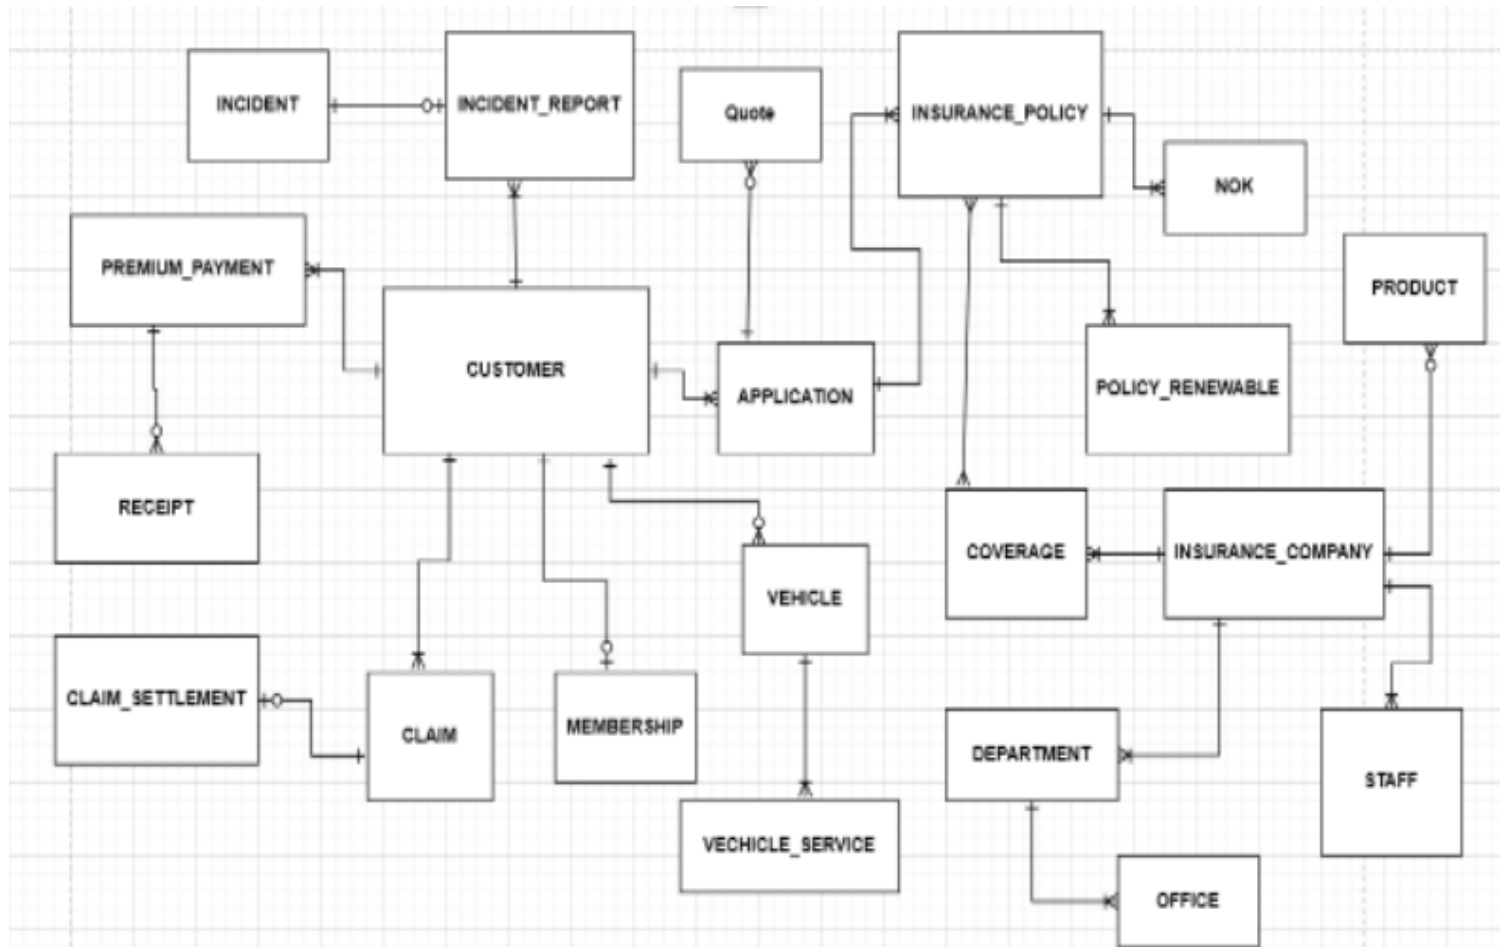 INCIDENT
INCIDENT_REPORT
Quote
INSURANCE_POLICY
NOK
PREMIUM_PAYMENT
PRODUCT
CUSTOMER
APPLICATION
POLICY_RENEWABLE
RECEIPT
COVERAGE
INSURANCE_COMPANY
VEHICLE
CLAIM_SETTLEMENT
CLAIM
MEMBERSHIP
DEPARTMENT
STAFF
VECHICLE_SERVICE
OFFICE